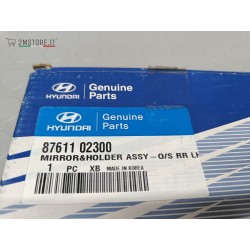 2MSTORE.IT
HYUNDAI
Genuine
Parts
HYUNDAI
Genuine
Parts
87611 02300
MIRROR&HOLDER ASSY-O/S RR LH
1 PC XB MADE IN KOREA